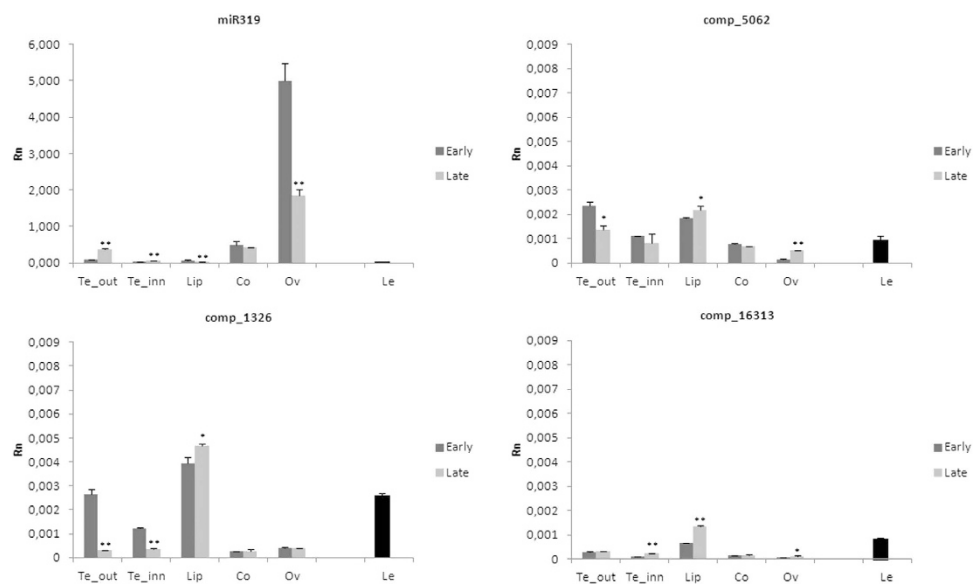 miR319
6,000
5,000
4,000
3,000
2,000
1,000
0,000
Rn
**
**
**
**
Te_out Te_inn Lip Co Ov Le
Early
Late
comp_5062
0,009
0,008
0,007
0,006
0,005
0,004
0,003
0,002
0,001
0,000
Rn
*
*
**
Te_out Te_inn Lip Co Ov Le
Early
Late
comp_1326
0,009
0,008
0,007
0,006
0,005
0,004
0,003
0,002
0,001
0,000
Rn
**
**
*
Te_out Te_inn Lip Co Ov Le
Early
Late
comp_16313
0,009
0,008
0,007
0,006
0,005
0,004
0,003
0,002
0,001
0,000
Rn
**
**
*
Te_out Te_inn Lip Co Ov Le
Early
Late